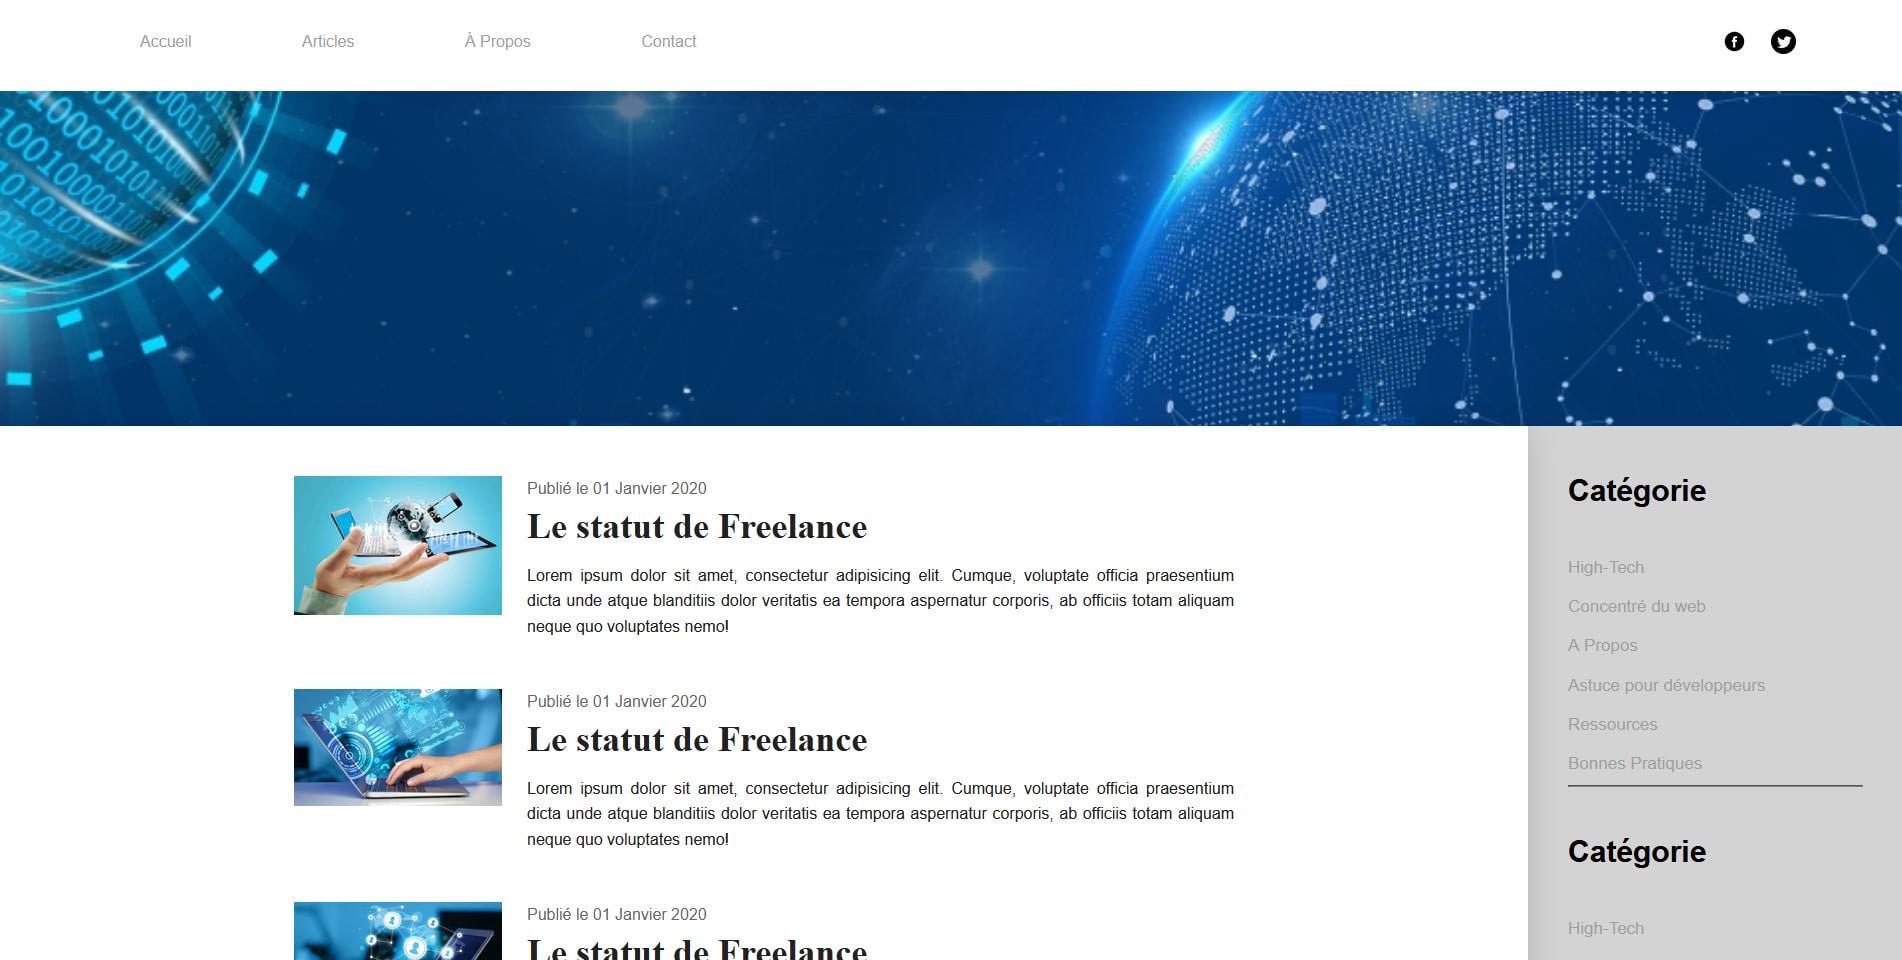 Accueil
Articles
À Propos
Contact
Publié le 01 Janvier 2020
Le statut de Freelance
Lorem ipsum dolor sit amet, consectetur adipisicing elit. Cumque, voluptate officia praesentium
dicta unde atque blanditiis dolor veritatis ea tempora aspernatur corporis, ab officiis totam aliquam
neque quo voluptates nemo!
Publié le 01 Janvier 2020
Le statut de Freelance
Lorem ipsum dolor sit amet, consectetur adipisicing elit. Cumque, voluptate officia praesentium
dicta unde atque blanditiis dolor veritatis ea tempora aspernatur corporis, ab officiis totam aliquam
neque quo voluptates nemo!
Publié le 01 Janvier 2020
Le statut de Freelance
Catégorie
High-Tech
Concentré du web
A Propos
Astuce pour développeurs
Ressources
Bonnes Pratiques
Catégorie
High-Tech